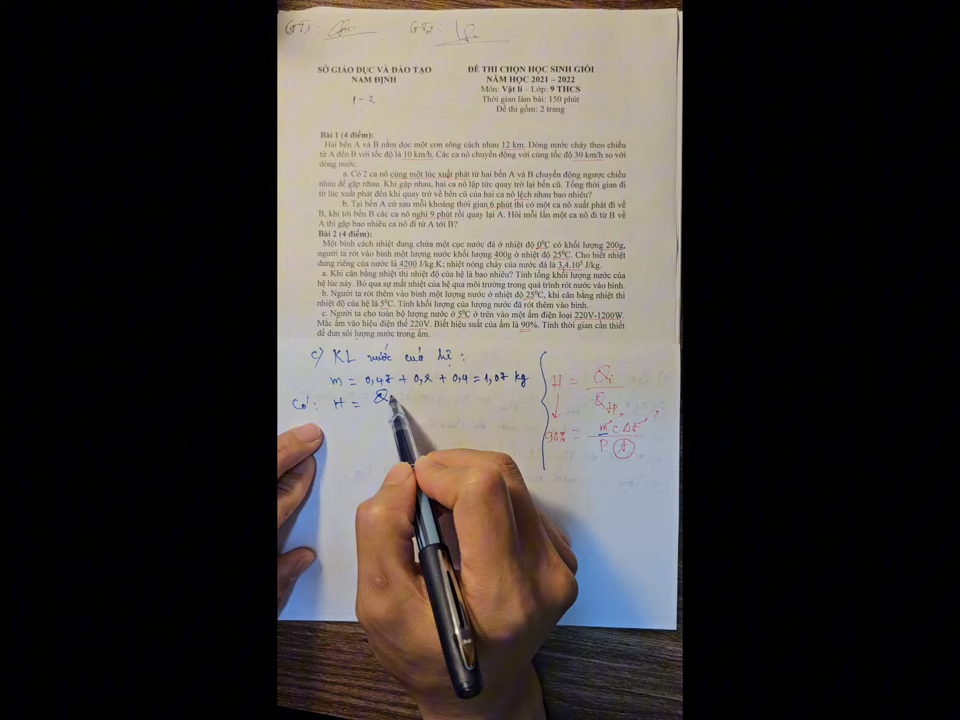 GT1: GT2:
SỞ GIÁO DỤC VÀ ĐÀO TẠO
NAM ĐỊNH
1-2
ĐỀ THI CHỌN HỌC SINH GIỎI
NĂM HỌC 2021 – 2022
Môn: Vật lí – Lớp: 9 THCS
Thời gian làm bài: 150 phút
Đề thi gồm: 2 trang
Bài 1 (4 điểm):
Hai bến A và B nằm dọc một con sông cách nhau 12 km. Dòng nước chảy theo chiều
từ A đến B với tốc độ là 10 km/h. Các ca nô chuyển động với cùng tốc độ 30 km/h so với
dòng nước.
a. Có 2 ca nô cùng một lúc xuất phát từ hai bến A và B chuyển động ngược chiều
nhau để gặp nhau. Khi gặp nhau, hai ca nô lập tức quay trở lại bến cũ. Tổng thời gian đi
từ lúc xuất phát đến khi quay trở về bến cũ của hai ca nô lệch nhau bao nhiêu?
b. Tại bến A cứ sau mỗi khoảng thời gian 6 phút thì có một ca nô xuất phát đi về
B, khi tới bến B các ca nô nghỉ 9 phút rồi quay lại A. Hỏi mỗi lần một ca nô đi từ B về
A thì gặp bao nhiêu ca nô đi từ A tới B?
Bài 2 (4 điểm):
Một bình cách nhiệt đang chứa một cục nước đá ở nhiệt độ 0⁰C có khối lượng 200g,
người ta rót vào bình một lượng nước khối lượng 400g ở nhiệt độ 25⁰C. Cho biết nhiệt
dung riêng của nước là 4200 J/kg.K; nhiệt nóng chảy của nước đá là 3,4.10⁵ J/kg.
a. Khi cân bằng nhiệt thì nhiệt độ của hệ là bao nhiêu? Tính tổng khối lượng nước của
hệ lúc này. Bỏ qua sự mất nhiệt của hệ qua môi trường trong quá trình rót nước vào bình.
b. Người ta rót thêm vào bình một lượng nước ở nhiệt độ 25⁰C, khi cân bằng nhiệt thì
nhiệt độ của hệ là 5⁰C. Tính khối lượng của lượng nước đã rót thêm vào bình.
c. Người ta cho toàn bộ lượng nước ở 5⁰C ở trên vào một ấm điện loại 220V-1200W.
Mắc ấm vào hiệu điện thế 220V. Biết hiệu suất của ấm là 90%. Tính thời gian cần thiết
để đun sôi lượng nước trong ấm.
c) KL nước của hệ:
m = 0,47 + 0,2 + 0,4 = 1,07 kg
Có: H = Q
H = Qi / Qtp
90% = m c Δt / P. t